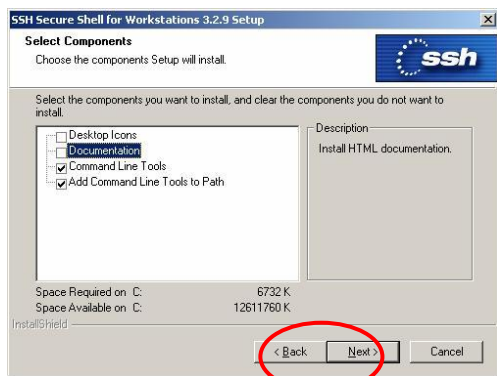 SSH Secure Shell for Workstations 3.2.9 Setup
Select Components
Choose the components Setup will install.
ssh
Select the components you want to install, and clear the components you do not want to
install.
Desktop Icons
Documentation
Command Line Tools
Add Command Line Tools to Path
Description
Install HTML documentation.
Space Required on C: 6732 K
Space Available on C: 12611760 K
InstallShield
< Back Next > Cancel